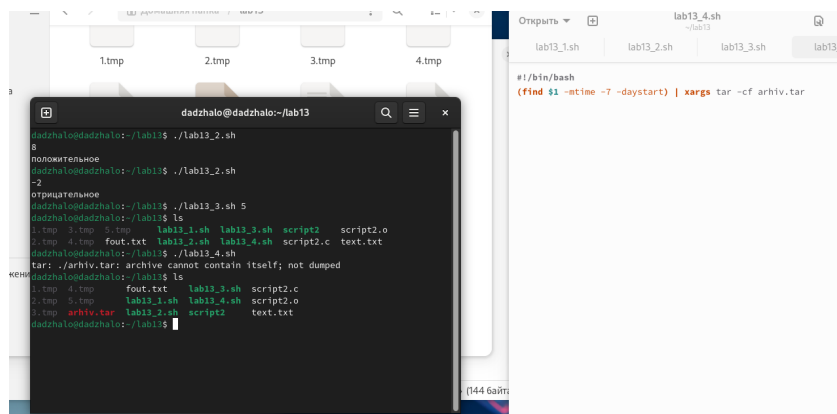 Домашняя папка / lab13
1.tmp 2.tmp 3.tmp 4.tmp
dadzhalo@dadzhalo:~/lab13
dadzhalo@dadzhalo:~/lab13$ ./lab13_2.sh
8
положительное
dadzhalo@dadzhalo:~/lab13$ ./lab13_2.sh
-2
отрицательное
dadzhalo@dadzhalo:~/lab13$ ./lab13_3.sh 5
dadzhalo@dadzhalo:~/lab13$ ls
1.tmp 3.tmp 5.tmp lab13_1.sh lab13_3.sh script2 script2.o
2.tmp 4.tmp fout.txt lab13_2.sh lab13_4.sh script2.c text.txt
dadzhalo@dadzhalo:~/lab13$ ./lab13_4.sh
tar: ./arhiv.tar: archive cannot contain itself; not dumped
dadzhalo@dadzhalo:~/lab13$ ls
1.tmp 4.tmp fout.txt lab13_3.sh script2.c
2.tmp 5.tmp lab13_1.sh lab13_4.sh script2.o
3.tmp arhiv.tar lab13_2.sh script2 text.txt
dadzhalo@dadzhalo:~/lab13$
(144 байта
Открыть
lab13_4.sh
~/lab13
lab13_1.sh lab13_2.sh lab13_3.sh lab13
#!/bin/bash
(find $1 -mtime -7 -daystart) | xargs tar -cf arhiv.tar